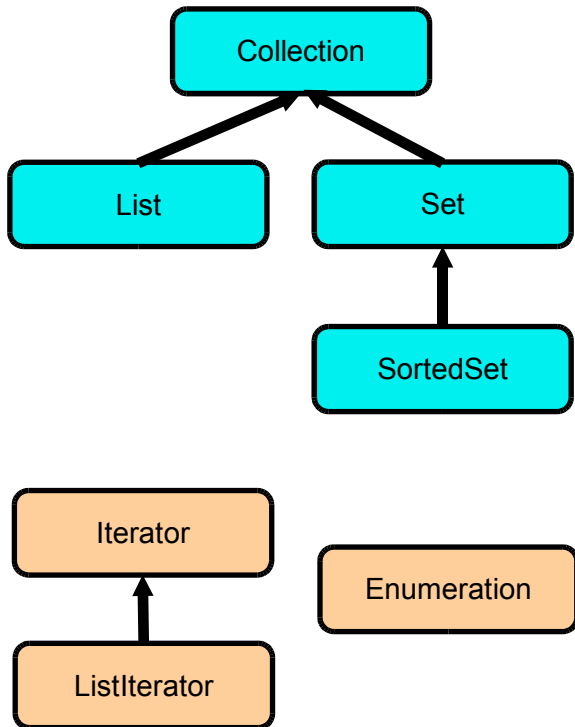 Collection
List
Set
SortedSet
Iterator
Enumeration
ListIterator